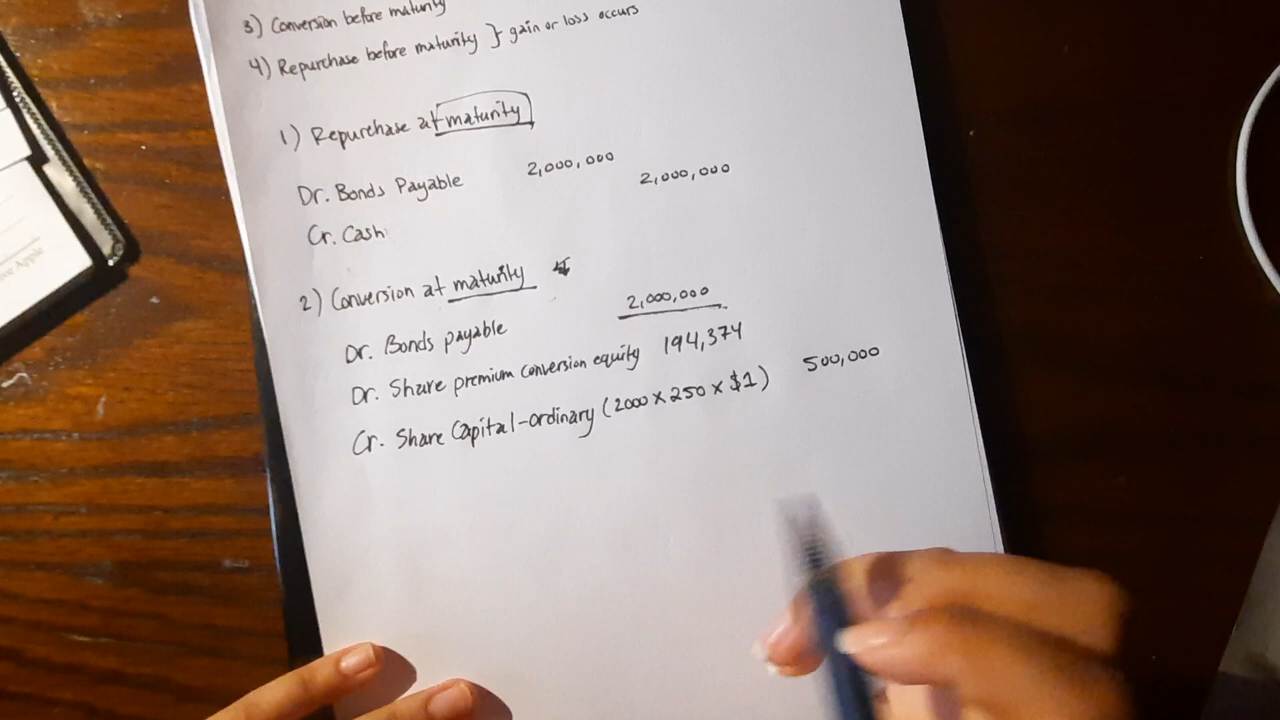 3) Conversion before maturity
4) Repurchase before maturity } gain or loss occurs
1) Repurchase at maturity
Dr. Bonds Payable 2,000,000
Cr. Cash 2,000,000
2) Conversion at maturity
Dr. Bonds payable 2,000,000
Dr. Share premium conversion equity 194,374
Cr. Share Capital-ordinary (2000 x 250 x $1) 500,000
Apple